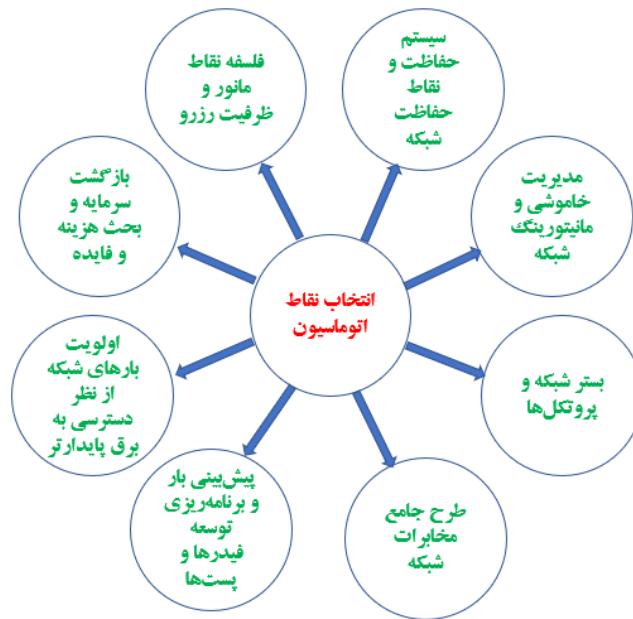 سیستم
حفاظت و
نقاط
حفاظت
شبکه
فلسفه نقاط
مانور و
ظرفیت رزرو
مدیریت
خاموشی و
مانیتورینگ
شبکه
بازگشت
سرمایه و
بحث هزینه
و فایده
انتخاب نقاط
اتوماسیون
بستر شبکه و
پروتکل‌ها
اولویت
بارهای شبکه
از نظر
دسترسی به
برق پایدارتر
طرح جامع
مخابرات
شبکه
پیش‌بینی بار
و برنامه‌ریزی
توسعه
فیدرها و
پست‌ها